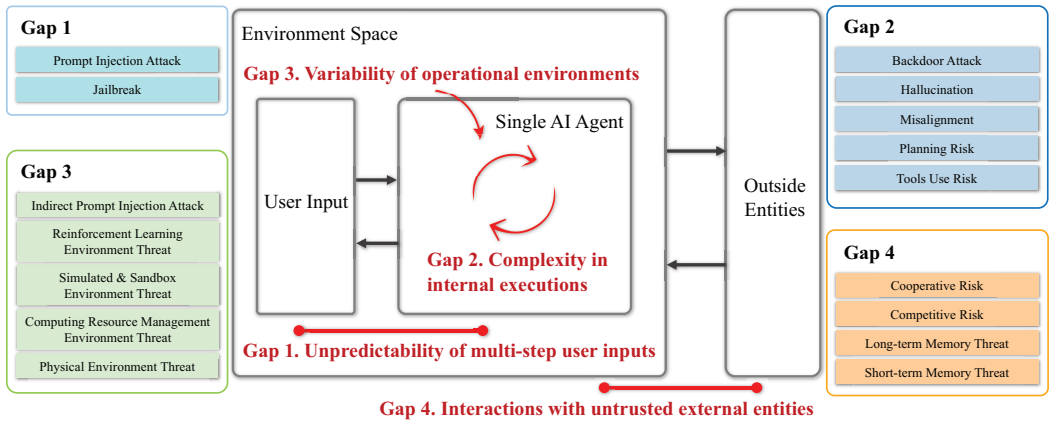 Gap 1
Prompt Injection Attack
Jailbreak
Gap 3
Indirect Prompt Injection Attack
Reinforcement Learning
Environment Threat
Simulated & Sandbox
Environment Threat
Computing Resource Management
Environment Threat
Physical Environment Threat
Environment Space
Gap 3. Variability of operational environments
Single AI Agent
User Input
Gap 2. Complexity in
internal executions
Gap 1. Unpredictability of multi-step user inputs
Outside
Entities
Gap 4. Interactions with untrusted external entities
Gap 2
Backdoor Attack
Hallucination
Misalignment
Planning Risk
Tools Use Risk
Gap 4
Cooperative Risk
Competitive Risk
Long-term Memory Threat
Short-term Memory Threat